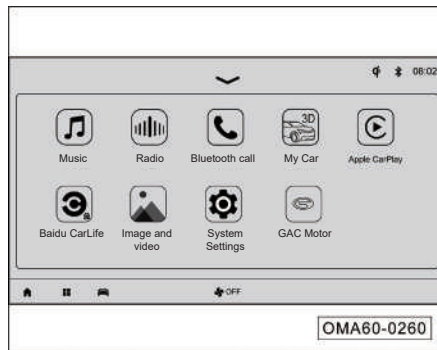 08:02
3D
Music
Radio
Bluetooth call
My Car
Apple CarPlay
Baidu CarLife
Image and
video
System
Settings
GAC Motor
OFF
OMA60-0260